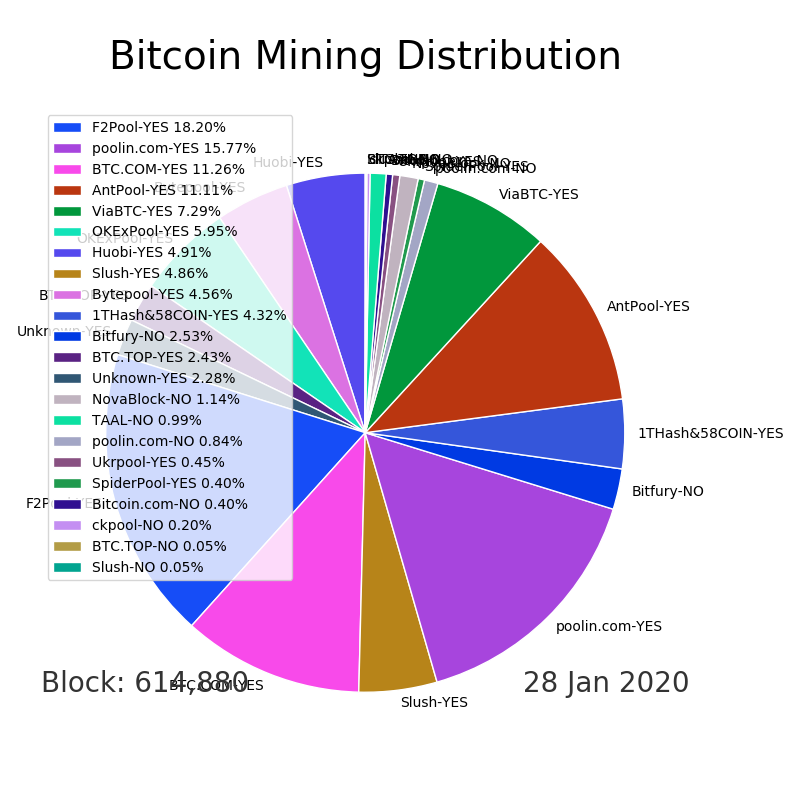 Bitcoin Mining Distribution
F2Pool-YES 18.20%
poolin.com-YES 15.77%
BTC.COM-YES 11.26%
AntPool-YES 11.11%
ViaBTC-YES 7.29%
OKExPool-YES 5.95%
Huobi-YES 4.91%
Slush-YES 4.86%
Bytepool-YES 4.56%
1THash&58COIN-YES 4.32%
Bitfury-NO 2.53%
BTC.TOP-YES 2.43%
Unknown-YES 2.28%
NovaBlock-NO 1.14%
TAAL-NO 0.99%
poolin.com-NO 0.84%
Ukrpool-YES 0.45%
SpiderPool-YES 0.40%
Bitcoin.com-NO 0.40%
ckpool-NO 0.20%
BTC.TOP-NO 0.05%
Slush-NO 0.05%
Huobi-YES
poolin.com-NO
ViaBTC-YES
OKExPool-YES
AntPool-YES
Unknown-YES
1THash&58COIN-YES
Bitfury-NO
poolin.com-YES
BTC.COM-YES
Slush-YES
Block: 614,880
28 Jan 2020